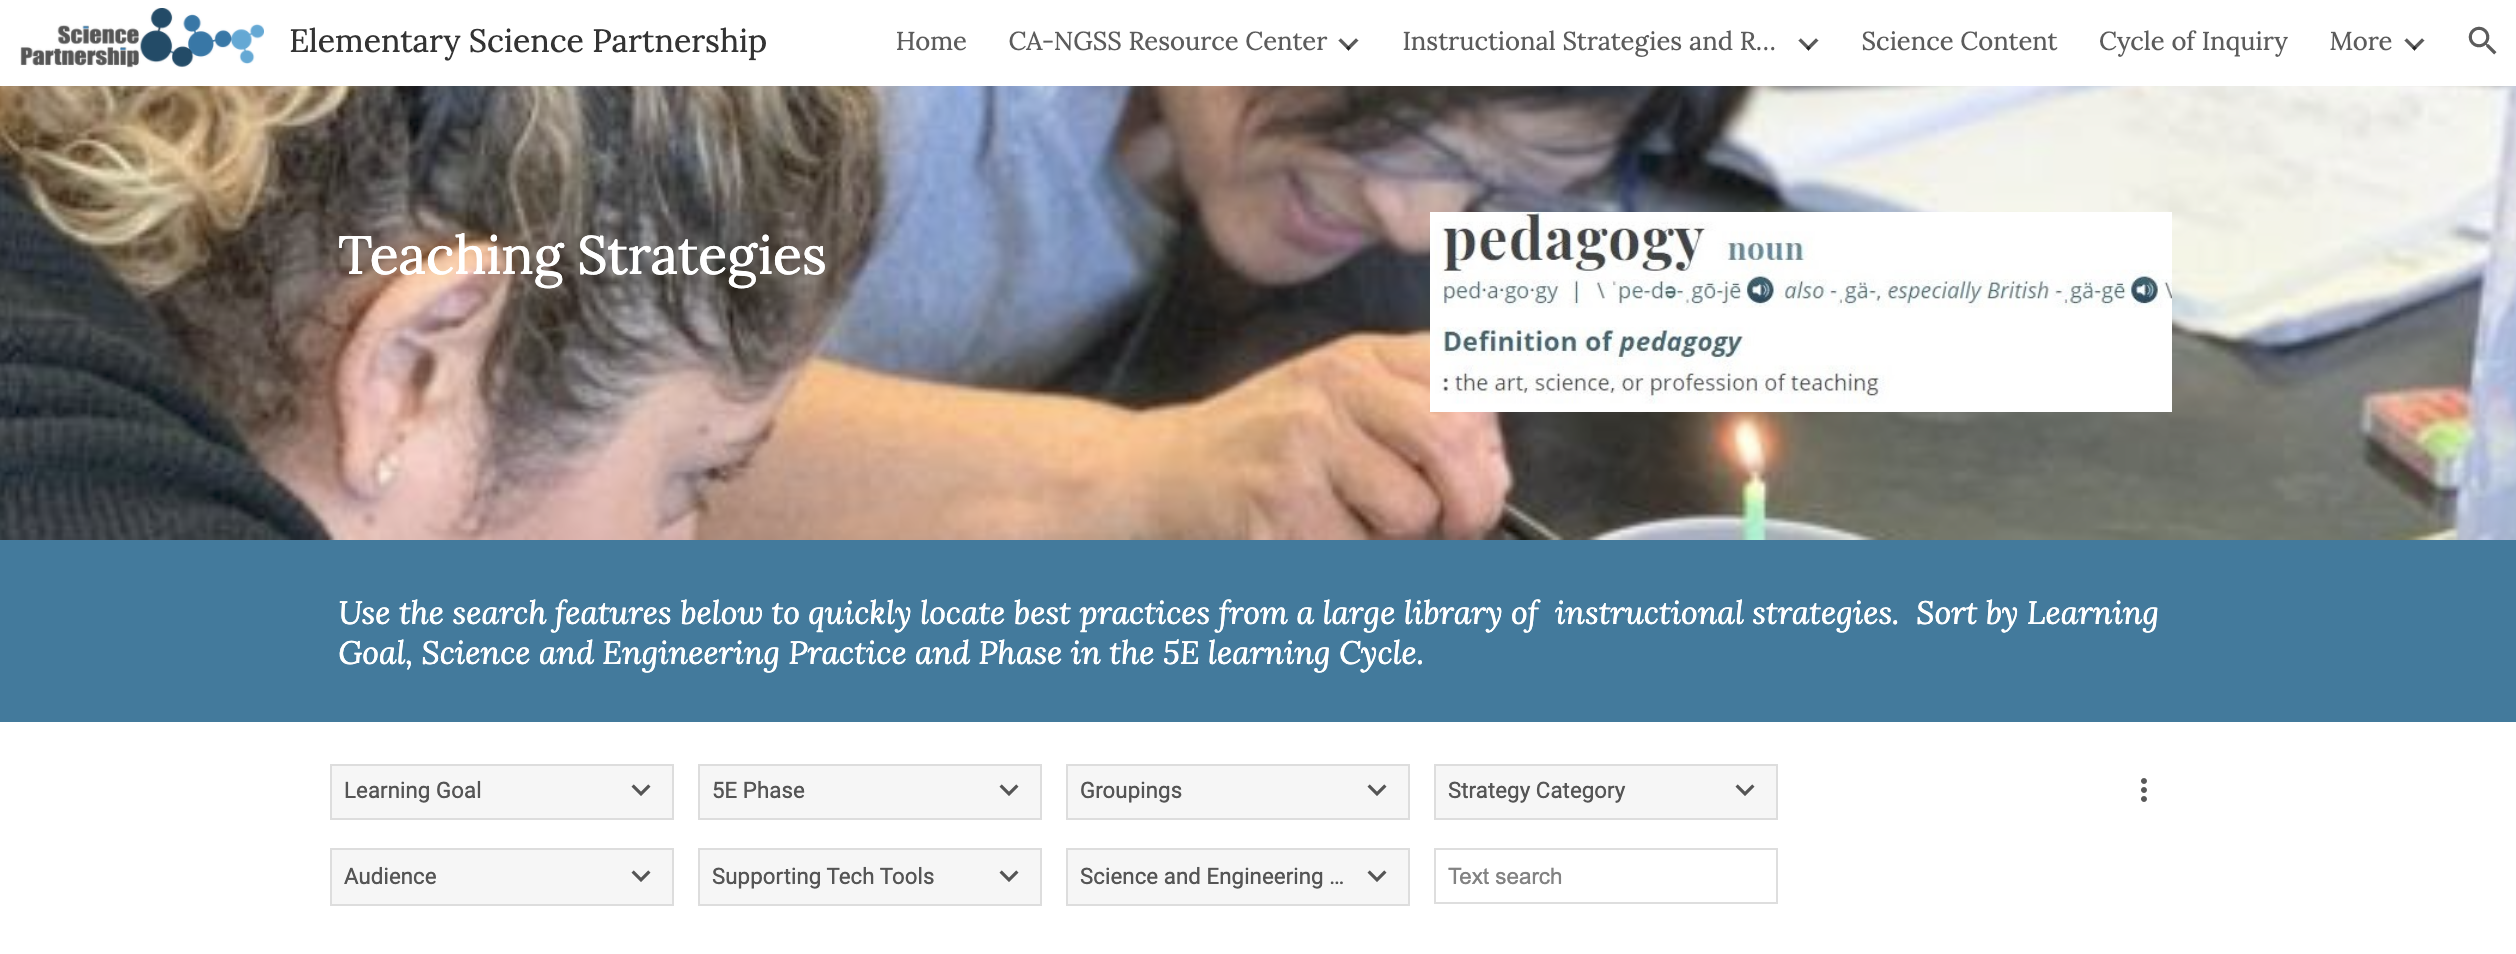 Science
Partnership
Elementary Science Partnership
Home
CA-NGSS Resource Center
Instructional Strategies and R...
Science Content
Cycle of Inquiry
More
Teaching Strategies
pedagogy noun
ped·a·go·gy | \ ˈpe-də-ˌgō-jē also -ˌgä-, especially British -ˌgä-gē \
Definition of pedagogy
: the art, science, or profession of teaching
Use the search features below to quickly locate best practices from a large library of  instructional strategies.  Sort by Learning
Goal, Science and Engineering Practice and Phase in the 5E learning Cycle.
Learning Goal
5E Phase
Groupings
Strategy Category
Audience
Supporting Tech Tools
Science and Engineering ...
Text search